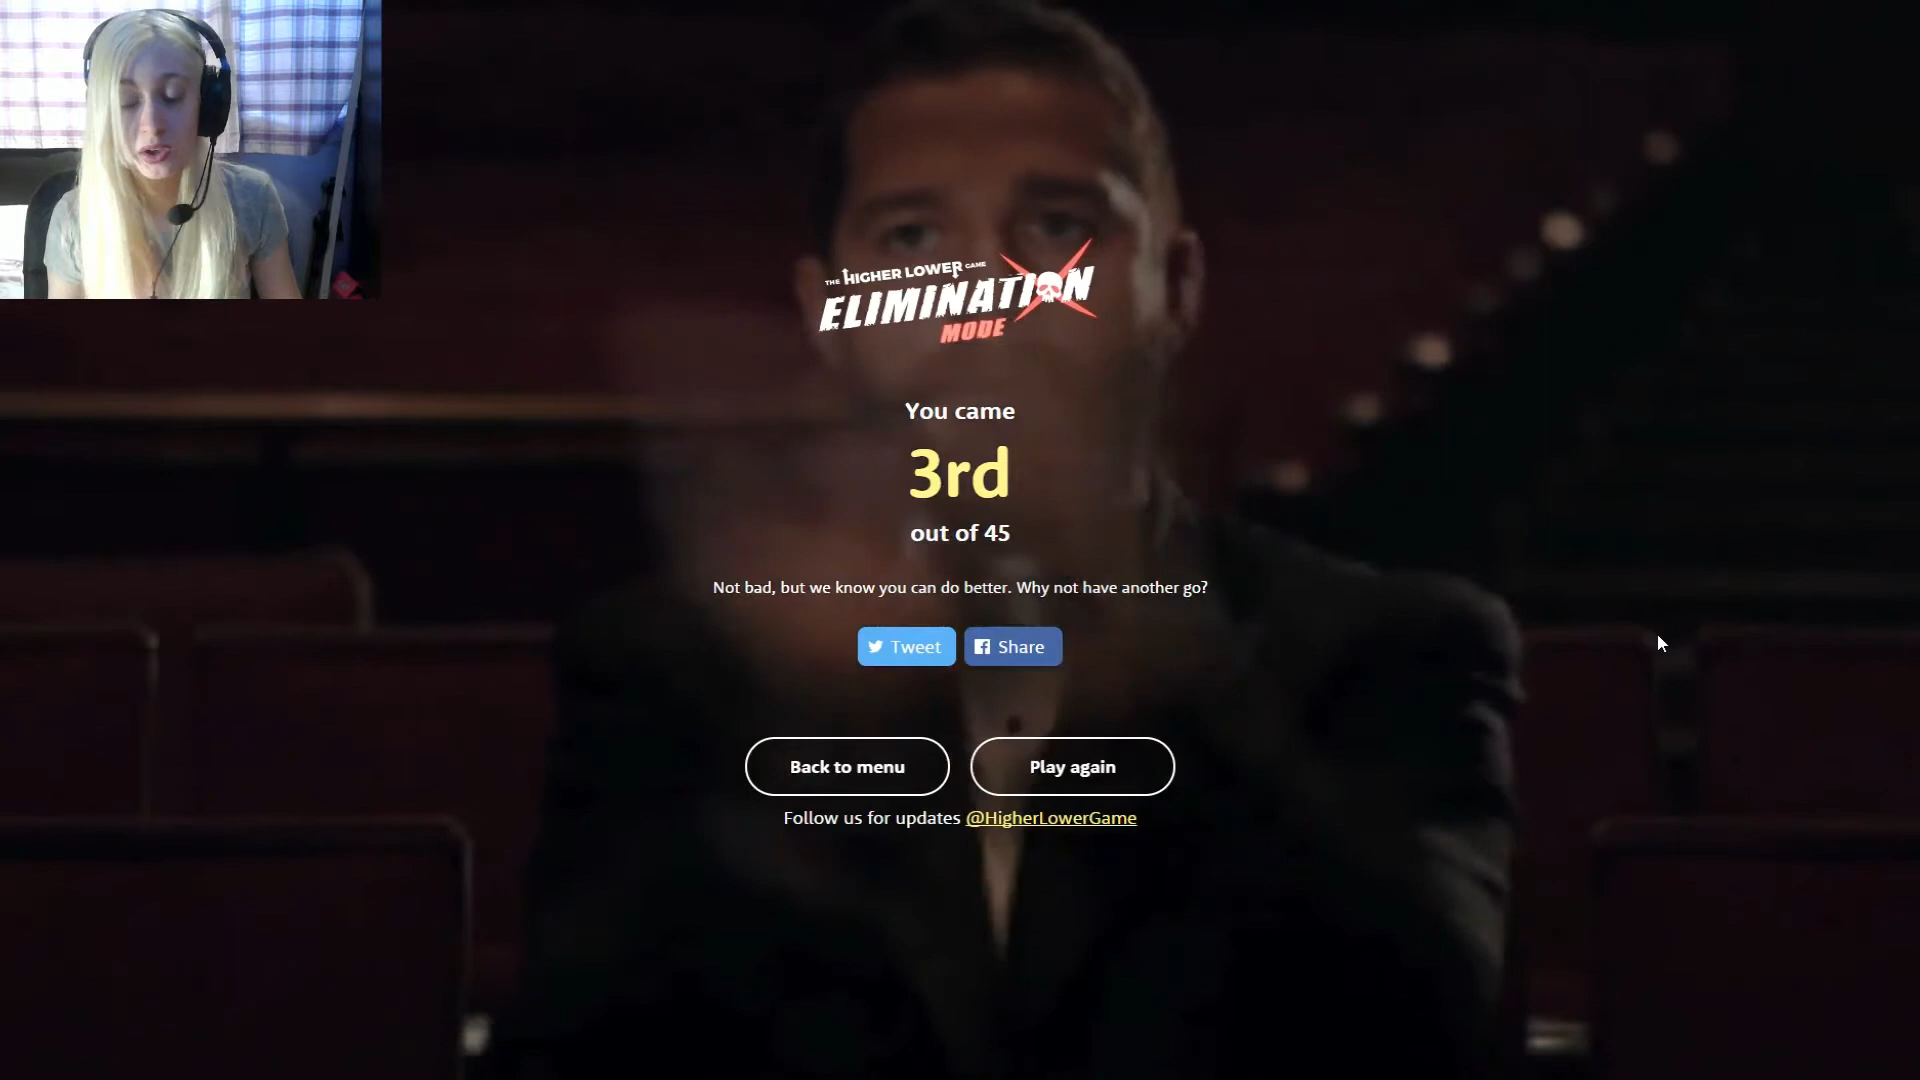 THE HIGHER LOWER GAME
ELIMINATION
MODE
You came
3rd
out of 45
Not bad, but we know you can do better. Why not have another go?
Tweet Share
Back to menu Play again
Follow us for updates @HigherLowerGame